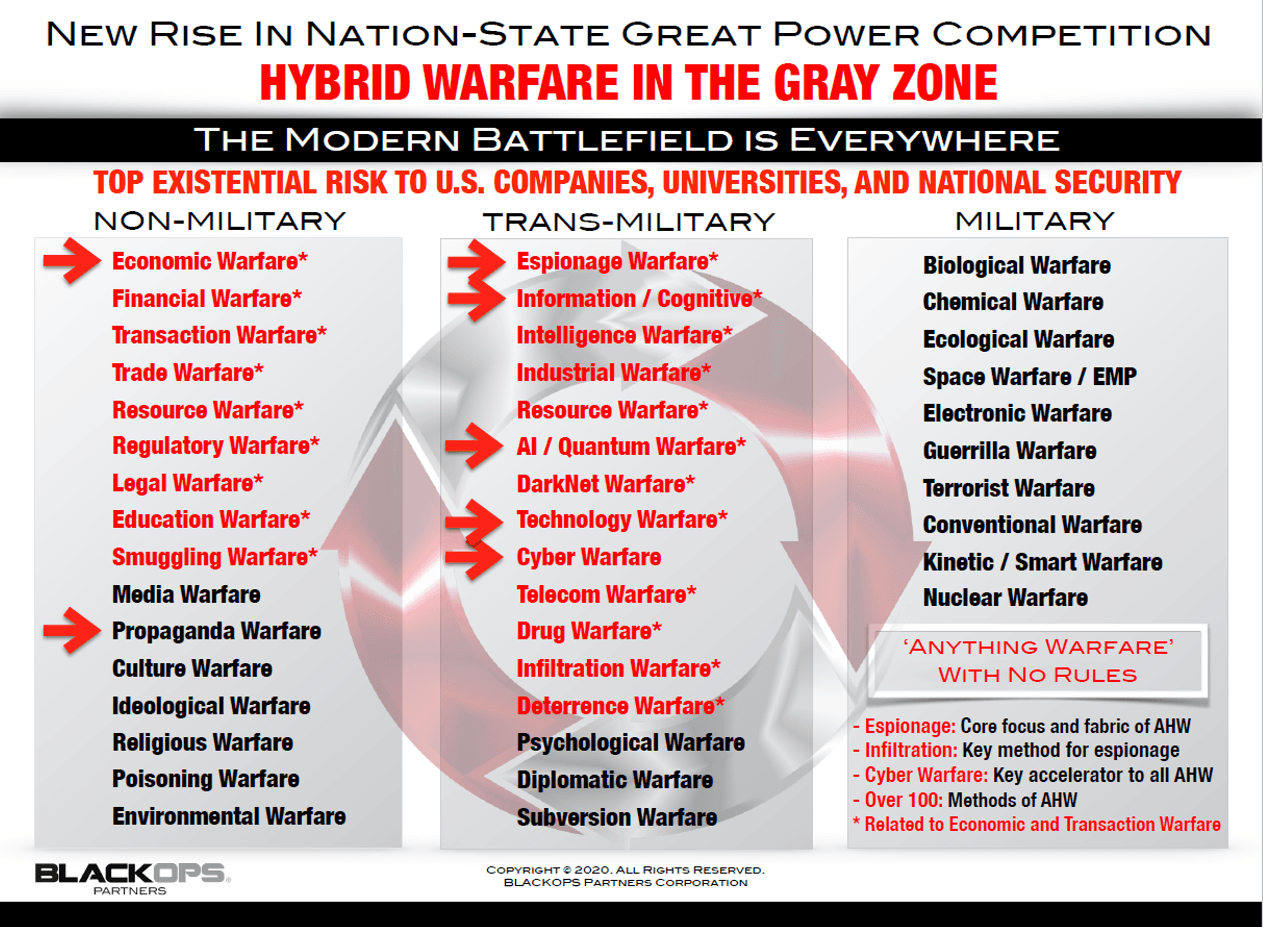 New Rise In Nation-State Great Power Competition
HYBRID WARFARE IN THE GRAY ZONE
The Modern Battlefield is Everywhere
TOP EXISTENTIAL RISK TO U.S. COMPANIES, UNIVERSITIES, AND NATIONAL SECURITY
NON-MILITARY
Economic Warfare*
Financial Warfare*
Transaction Warfare*
Trade Warfare*
Resource Warfare*
Regulatory Warfare*
Legal Warfare*
Education Warfare*
Smuggling Warfare*
Media Warfare
Propaganda Warfare
Culture Warfare
Ideological Warfare
Religious Warfare
Poisoning Warfare
Environmental Warfare
TRANS-MILITARY
Espionage Warfare*
Information / Cognitive*
Intelligence Warfare*
Industrial Warfare*
Resource Warfare*
AI / Quantum Warfare*
DarkNet Warfare*
Technology Warfare*
Cyber Warfare
Telecom Warfare*
Drug Warfare*
Infiltration Warfare*
Deterrence Warfare*
Psychological Warfare
Diplomatic Warfare
Subversion Warfare
MILITARY
Biological Warfare
Chemical Warfare
Ecological Warfare
Space Warfare / EMP
Electronic Warfare
Guerrilla Warfare
Terrorist Warfare
Conventional Warfare
Kinetic / Smart Warfare
Nuclear Warfare
‘Anything Warfare’
With No Rules
- Espionage: Core focus and fabric of AHW
- Infiltration: Key method for espionage
- Cyber Warfare: Key accelerator to all AHW
- Over 100: Methods of AHW
* Related to Economic and Transaction Warfare
BLACKOPS®
PARTNERS
Copyright © 2020. All Rights Reserved.
BLACKOPS Partners Corporation